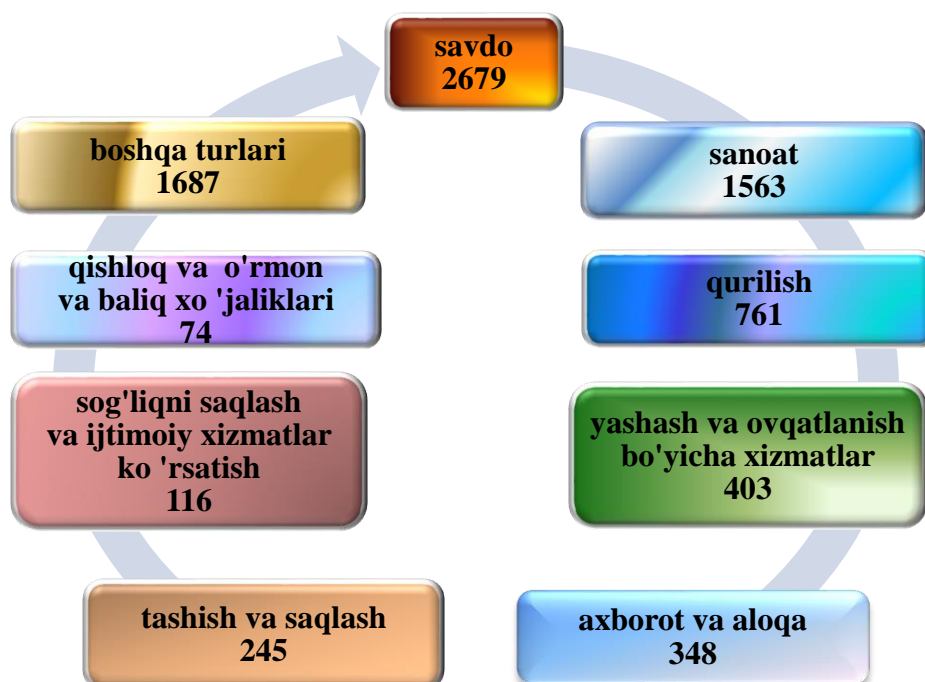 savdo
2679
sanoat
1563
qurilish
761
yashash va ovqatlanish
bo'yicha xizmatlar
403
axborot va aloqa
348
tashish va saqlash
245
sog'liqni saqlash
va ijtimoiy xizmatlar
ko 'rsatish
116
qishloq va o'rmon
va baliq xo 'jaliklari
74
boshqa turlari
1687